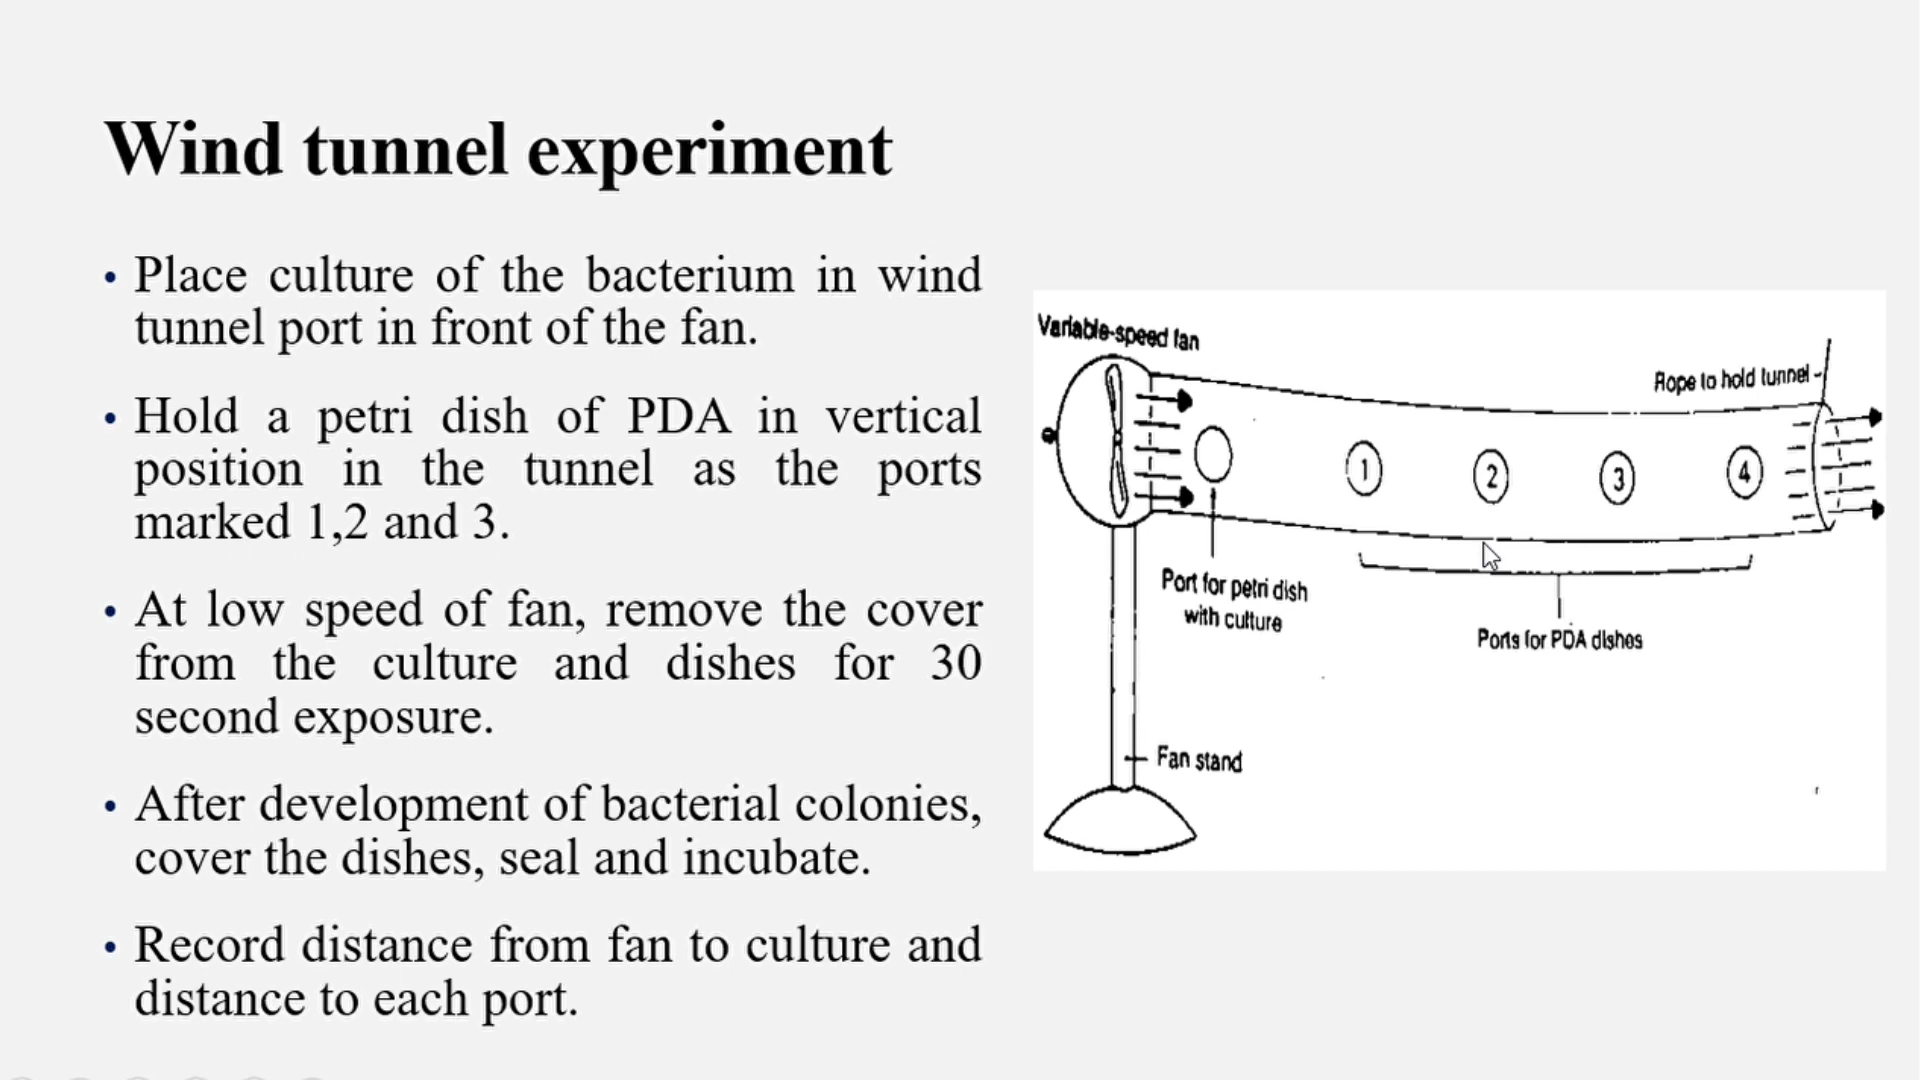 Wind tunnel experiment
• Place culture of the bacterium in wind
tunnel port in front of the fan.
• Hold a petri dish of PDA in vertical
position in the tunnel as the ports
marked 1,2 and 3.
• At low speed of fan, remove the cover
from the culture and dishes for 30
second exposure.
• After development of bacterial colonies,
cover the dishes, seal and incubate.
• Record distance from fan to culture and
distance to each port.
Variable-speed fan
Rope to hold tunnel
1
2
3
4
Port for petri dish
with culture
Ports for PDA dishes
Fan stand